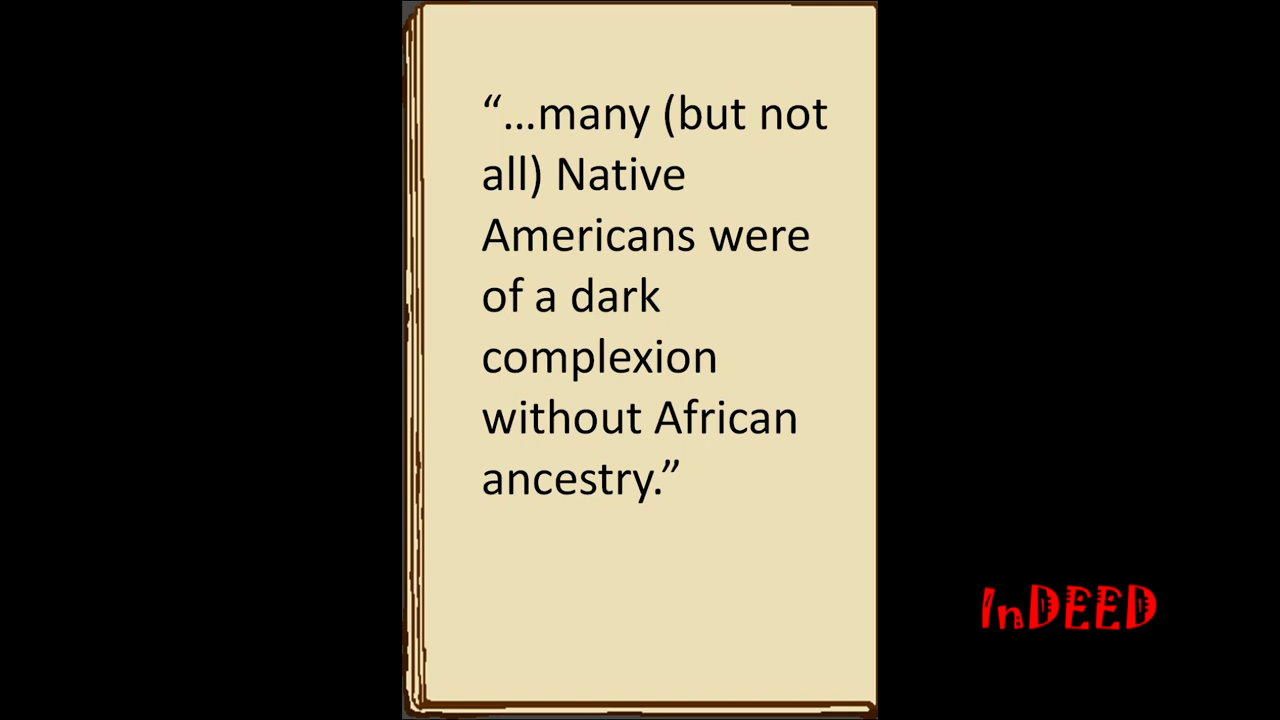 “…many (but not
all) Native
Americans were
of a dark
complexion
without African
ancestry.”
InDEED